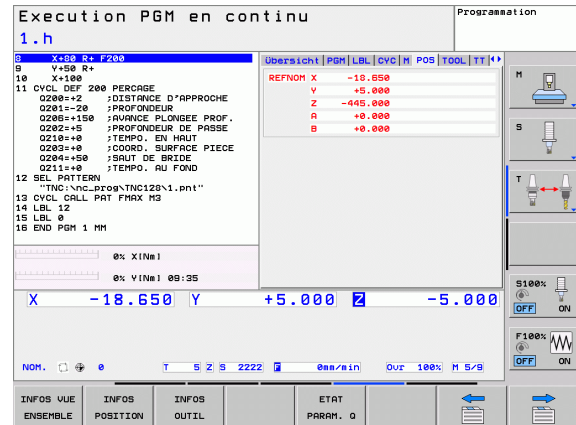 Execution PGM en continu
Programmation
1.h
8 X+80 R+ F200
9 Y+50 R+
10 X+100
11 CYCL DEF 200 PERCAGE
Q200=+2 ;DISTANCE D'APPROCHE
Q201=-20 ;PROFONDEUR
Q206=+150 ;AVANCE PLONGEE PROF.
Q202=+5 ;PROFONDEUR DE PASSE
Q210=+0 ;TEMPO. EN HAUT
Q203=+0 ;COORD. SURFACE PIECE
Q204=+50 ;SAUT DE BRIDE
Q211=+0 ;TEMPO. AU FOND
12 SEL PATTERN
"TNC:\nc_prog\TNC128\1.pnt"
13 CYCL CALL PAT FMAX M3
14 LBL 12
15 LBL 0
16 END PGM 1 MM
0% X[Nm]
0% Y[Nm] 09:35
Übersicht PGM LBL CYC M POS TOOL TT
REFNOM X -18.650
Y +5.000
Z -445.000
A +0.000
B +0.000
M
S
T
S100%
OFF ON
F100%
OFF ON
X -18.650 Y +5.000 Z -5.000
NOM. 0 T 5 Z S 2222 F 0mm/min Ovr 100% M 5/9
INFOS VUE ENSEMBLE
INFOS POSITION
INFOS OUTIL
ETAT PARAM. Q